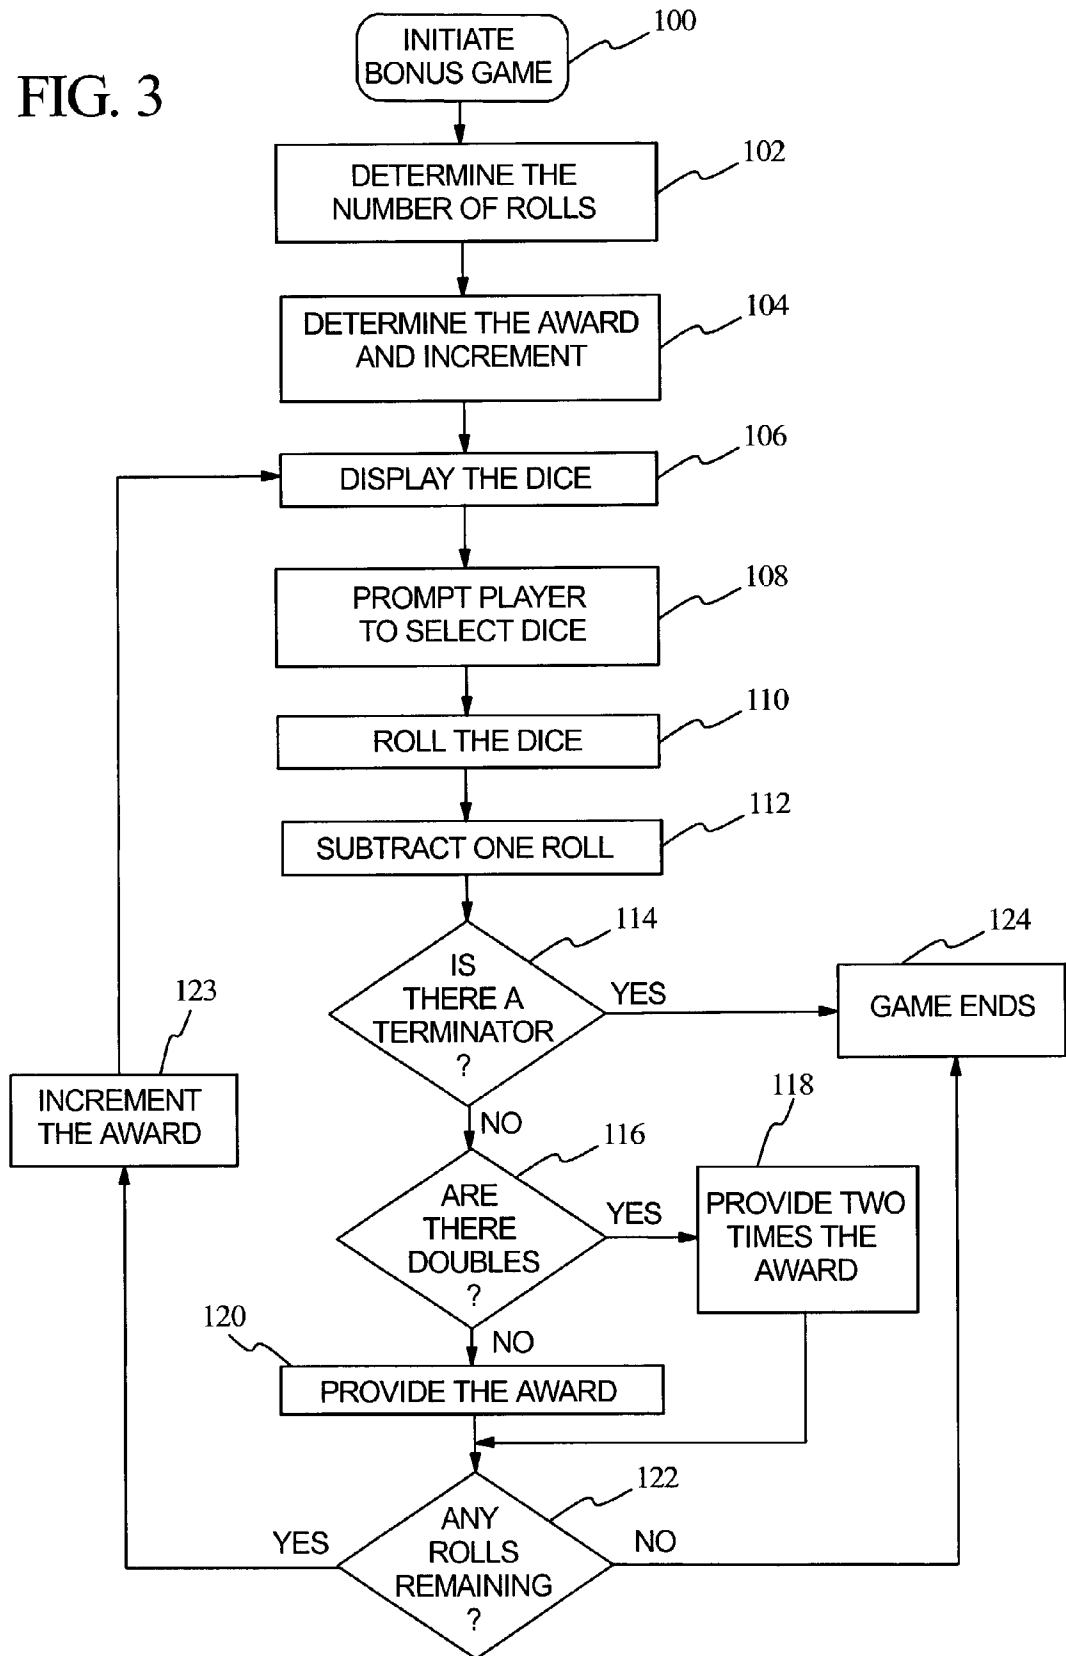 FIG. 3
INITIATE
BONUS GAME
100
DETERMINE THE
NUMBER OF ROLLS
102
DETERMINE THE AWARD
AND INCREMENT
104
DISPLAY THE DICE
106
PROMPT PLAYER
TO SELECT DICE
108
ROLL THE DICE
110
SUBTRACT ONE ROLL
112
IS
THERE A
TERMINATOR
?
114
YES
GAME ENDS
124
NO
INCREMENT
THE AWARD
123
ARE
THERE
DOUBLES
?
116
YES
PROVIDE TWO
TIMES THE
AWARD
118
NO
PROVIDE THE AWARD
120
ANY
ROLLS
REMAINING
?
122
YES
NO